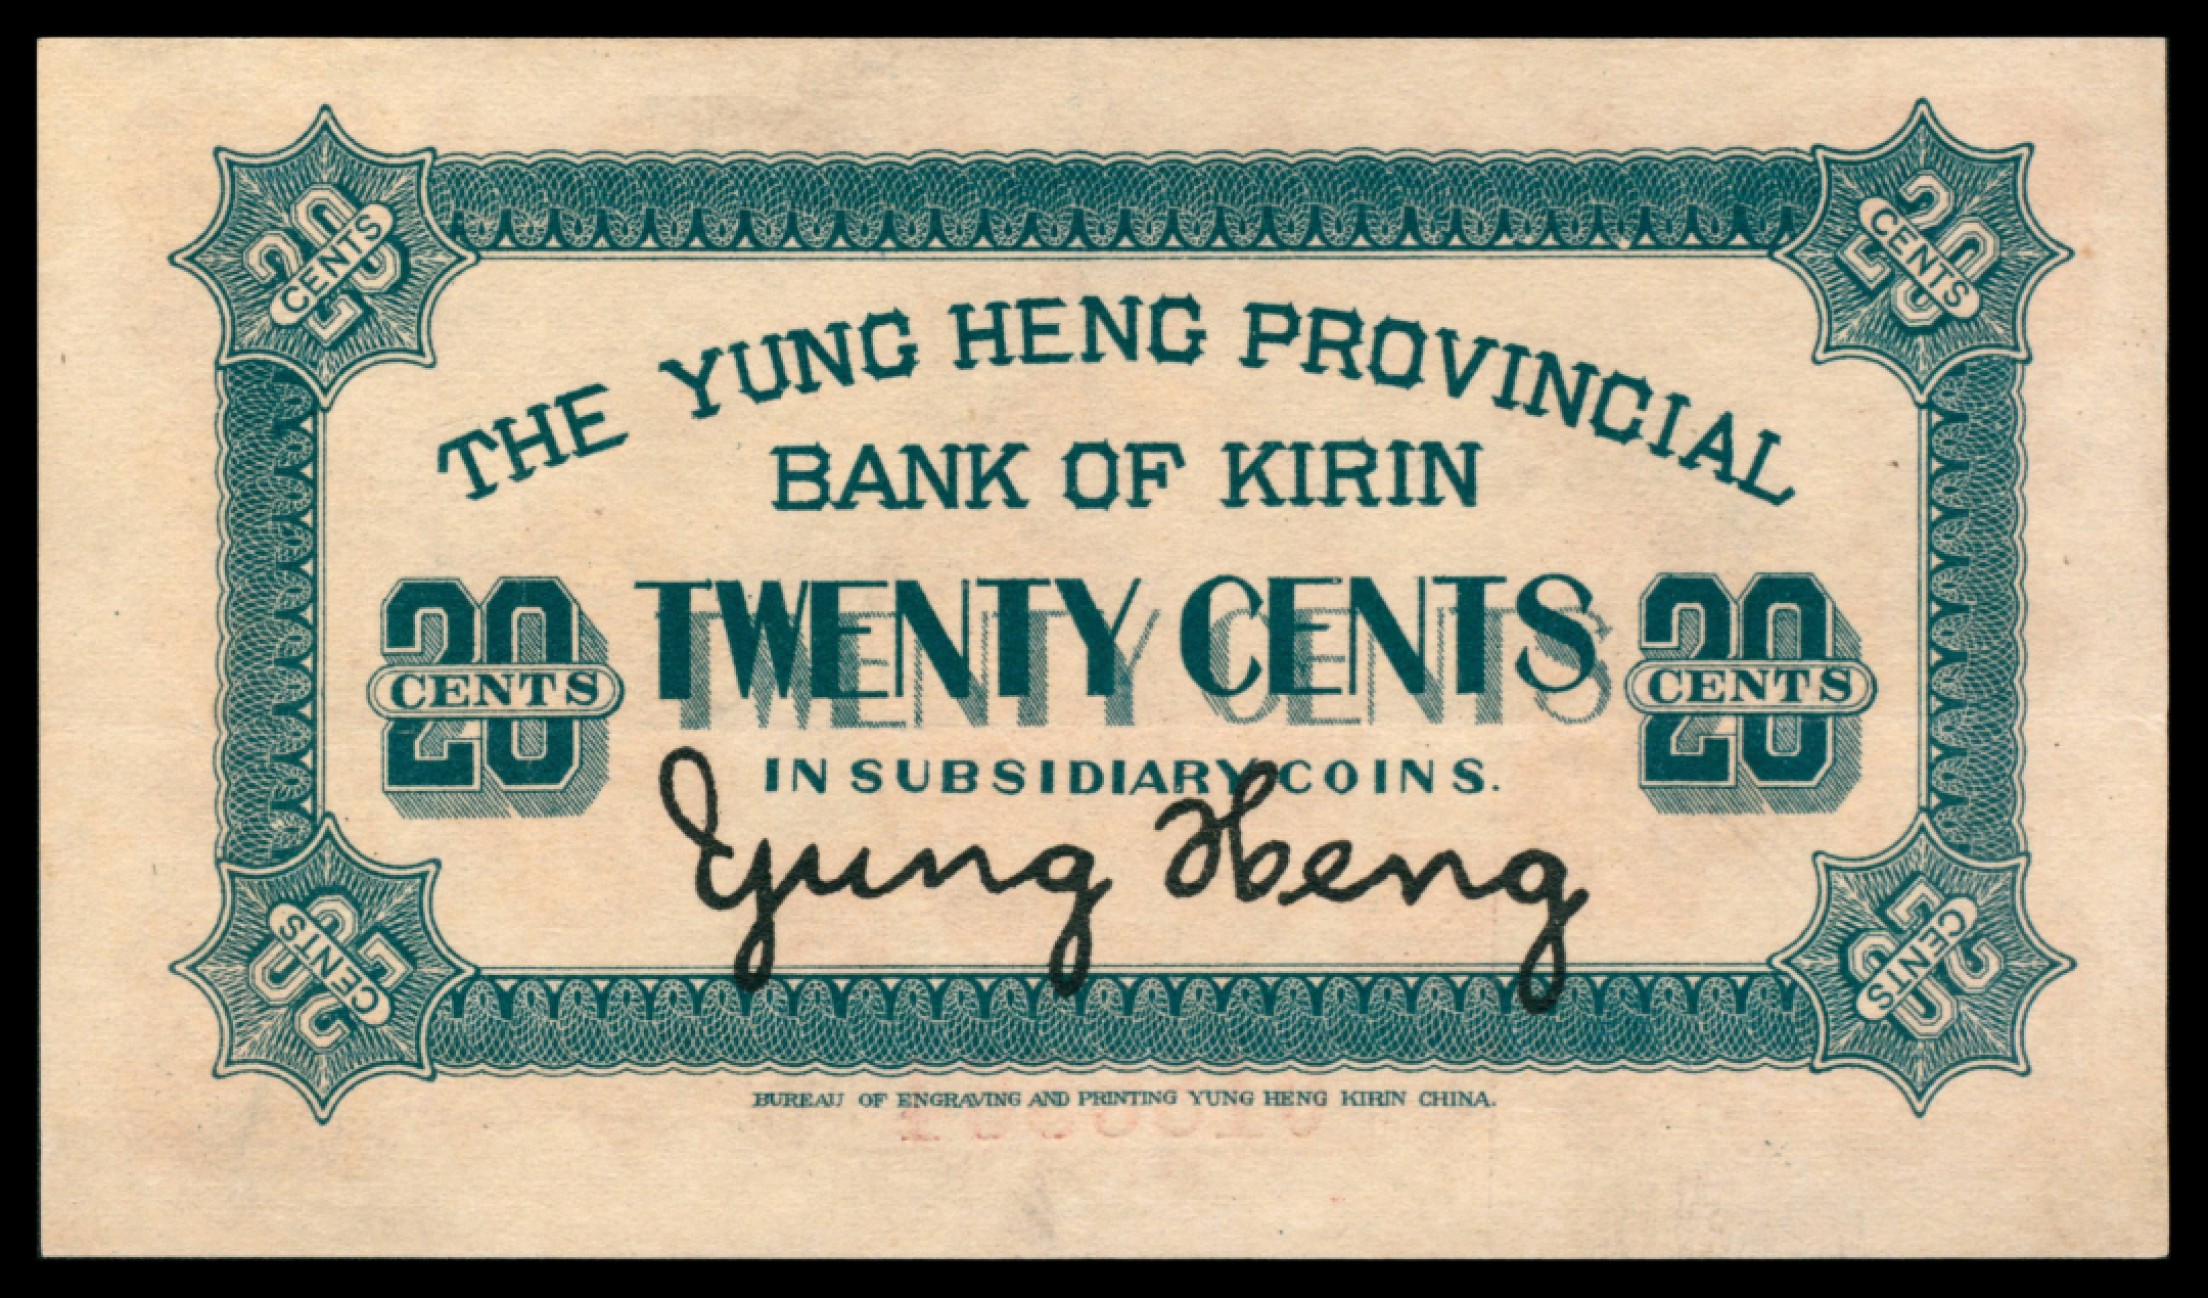 20 CENTS
20 CENTS
THE YUNG HENG PROVINCIAL
BANK OF KIRIN
20 CENTS
TWENTY CENTS
20 CENTS
IN SUBSIDIARY COINS.
Yung Heng
20 CENTS
20 CENTS
BUREAU OF ENGRAVING AND PRINTING YUNG HENG KIRIN CHINA.